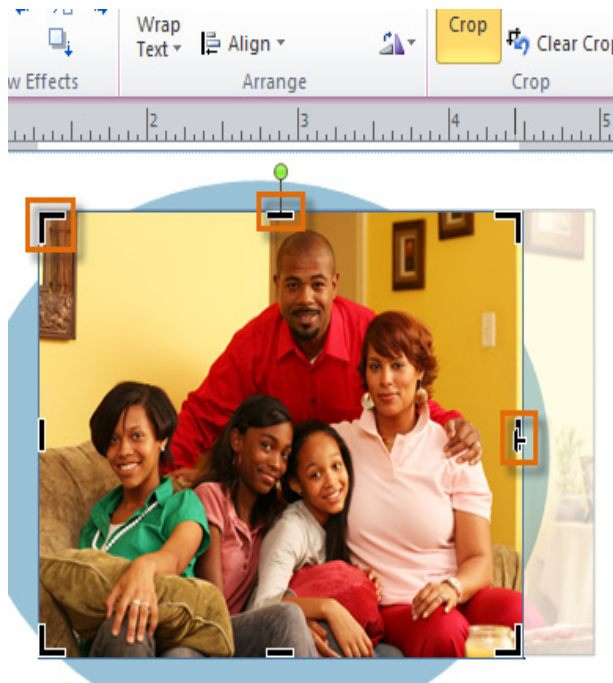 Wrap
Text
Align
Crop
Clear Crop
w Effects
Arrange
Crop
2
3
4
5